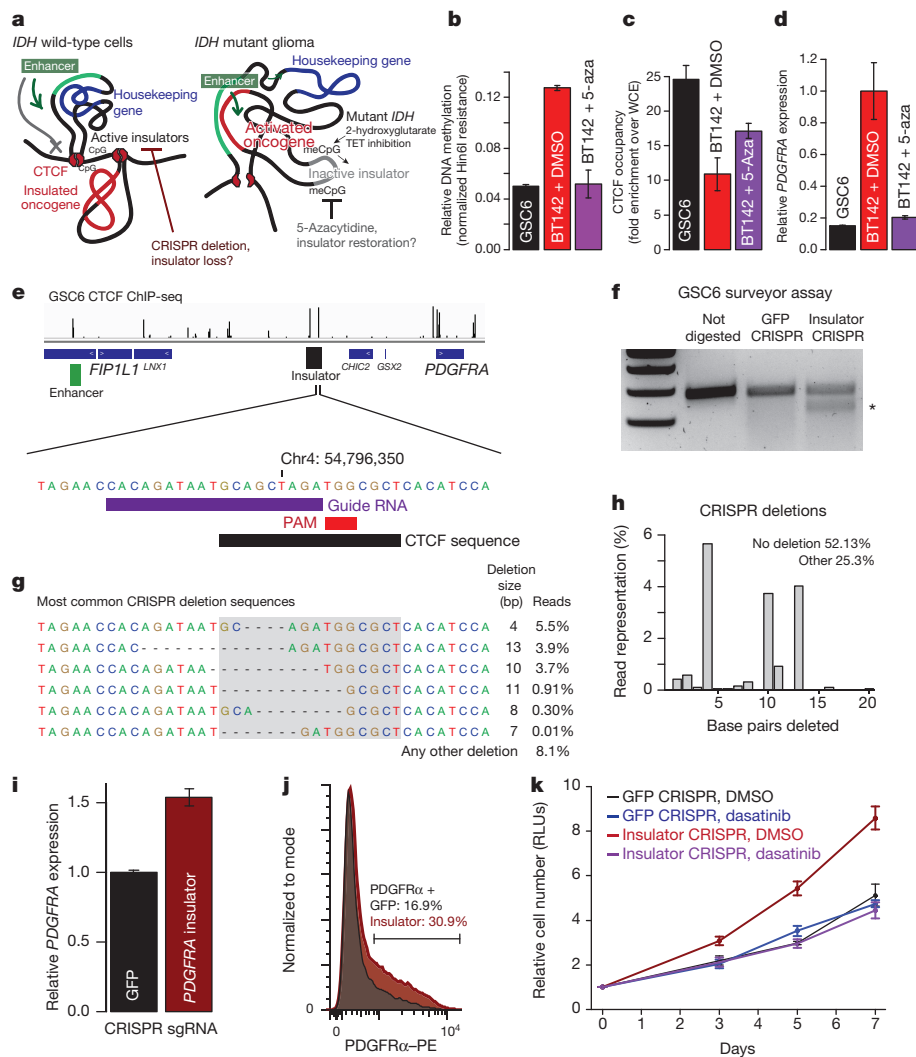 a
IDH wild-type cells
Enhancer
Housekeeping
gene
Active insulators
CpG
CpG
CTCF
Insulated
oncogene
CRISPR deletion,
insulator loss?
IDH mutant glioma
Enhancer
Housekeeping gene
Activated
oncogene
Mutant IDH
2-hydroxglutarate
TET inhibition
meCpG
Inactive insulator
meCpG
5-Azacytidine,
insulator restoration?
b
Relative DNA methylation
(normalized Hin6I resistance)
0.12
0.08
0.04
0.00
GSC6
BT142 + DMSO
BT142 + 5-aza
c
CTCF occupancy
(fold enrichment over WCE)
25
20
15
10
5
0
GSC6
BT142 + DMSO
BT142 + 5-Aza
d
Relative PDGFRA expression
1.2
1.0
0.8
0.6
0.4
0.2
0
GSC6
BT142 + DMSO
BT142 + 5-aza
e
GSC6 CTCF ChIP-seq
< > < < >
FIP1L1 LNX1 Insulator CHIC2 GSX2 PDGFRA
Enhancer
Chr4: 54,796,350
TAGAACCACAGATAATGCAGCTAGATGGCGCTCACATCCA
Guide RNA
PAM
CTCF sequence
f
GSC6 surveyor assay
Not
digested
GFP
CRISPR
Insulator
CRISPR
*
g
Most common CRISPR deletion sequences
Deletion
size
(bp) Reads
TAGAACCACAGATAATGC----AGATGGCGCTCACATCCA 4 5.5%
TAGAACCAC-------------AGATGGCGCTCACATCCA 13 3.9%
TAGAACCACAGATAA----------TGGCGCTCACATCCA 10 3.7%
TAGAACCACAGATAAT-----------GCGCTCACATCCA 11 0.91%
TAGAACCACAGATAATGCA--------GCGCTCACATCCA 8 0.30%
TAGAACCACAGATAAT-------GATGGCGCTCACATCCA 7 0.01%
Any other deletion 8.1%
h
CRISPR deletions
No deletion 52.13%
Other 25.3%
Read representation (%)
6
4
2
0
5 10 15 20
Base pairs deleted
i
Relative PDGFRA expression
1.5
1.0
0.5
0
GFP
PDGFRA insulator
CRISPR sgRNA
j
Normalized to mode
PDGFRα +
GFP: 16.9%
Insulator: 30.9%
0
0 10⁴
PDGFRα–PE
k
Relative cell number (RLUs)
10
8
6
4
2
0
GFP CRISPR, DMSO
GFP CRISPR, dasatinib
Insulator CRISPR, DMSO
Insulator CRISPR, dasatinib
0 1 2 3 4 5 6 7
Days